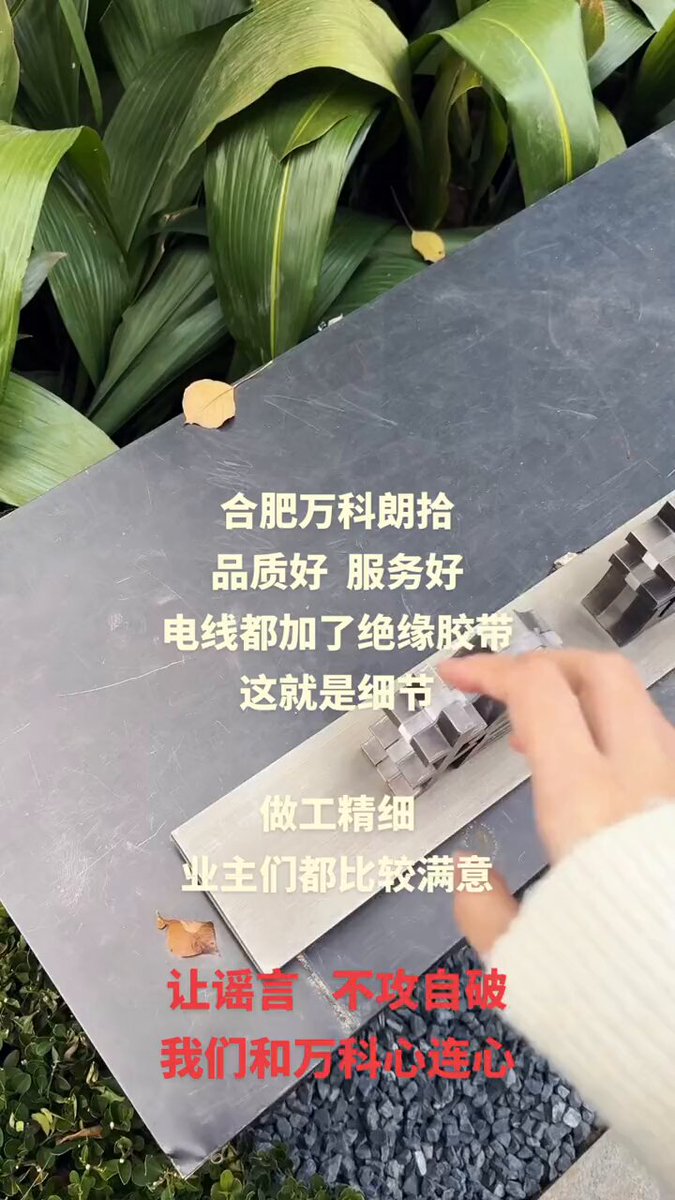 合肥万科朗拾
品质好 服务好
电线都加了绝缘胶带
这就是细节
做工精细
业主们都比较满意
让谣言 不攻自破
我们和万科心连心